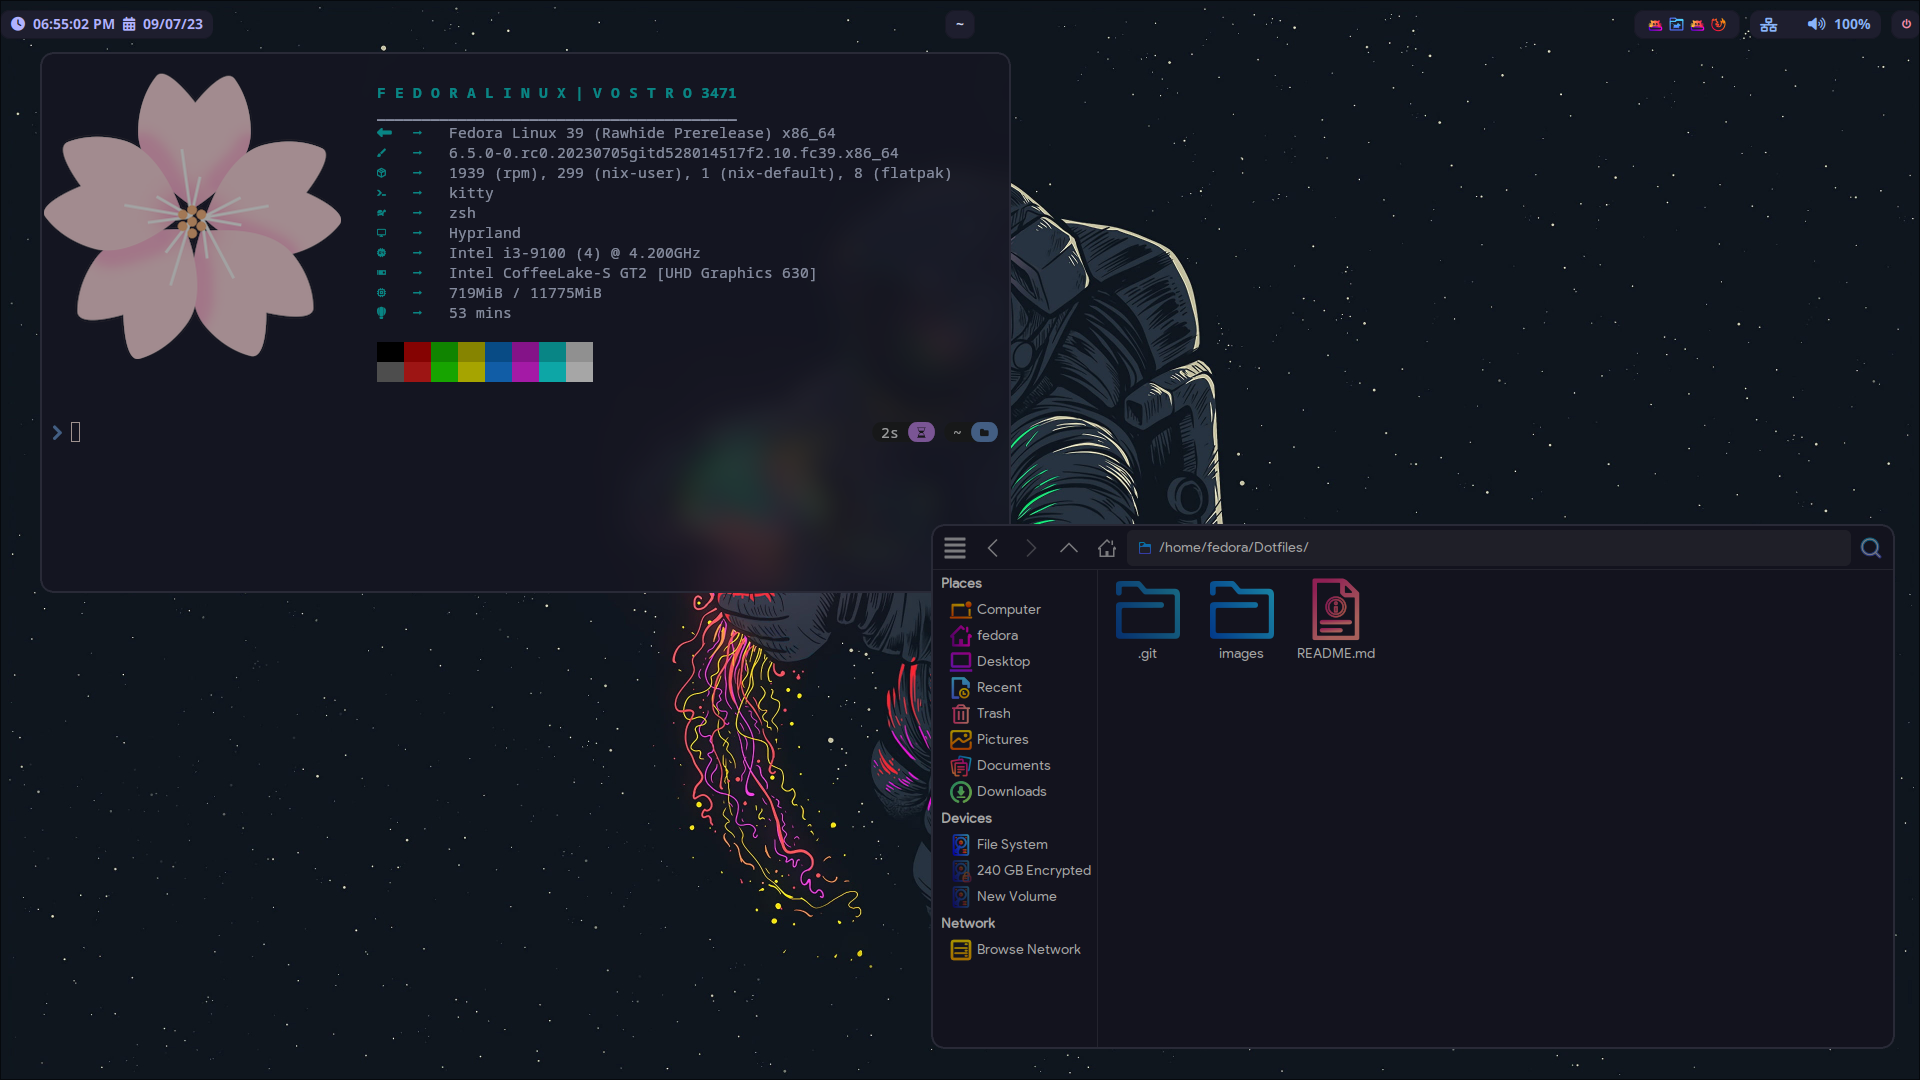 06:55:02 PM 09/07/23
~
100%
F E D O R A L I N U X | V O S T R O 3471
→ Fedora Linux 39 (Rawhide Prerelease) x86_64
→ 6.5.0-0.rc0.20230705gitd528014517f2.10.fc39.x86_64
→ 1939 (rpm), 299 (nix-user), 1 (nix-default), 8 (flatpak)
→ kitty
→ zsh
→ Hyprland
→ Intel i3-9100 (4) @ 4.200GHz
→ Intel CoffeeLake-S GT2 [UHD Graphics 630]
→ 719MiB / 11775MiB
→ 53 mins
2s ~
/home/fedora/Dotfiles/
Places
Computer
fedora
Desktop
Recent
Trash
Pictures
Documents
Downloads
Devices
File System
240 GB Encrypted
New Volume
Network
Browse Network
.git
images
README.md